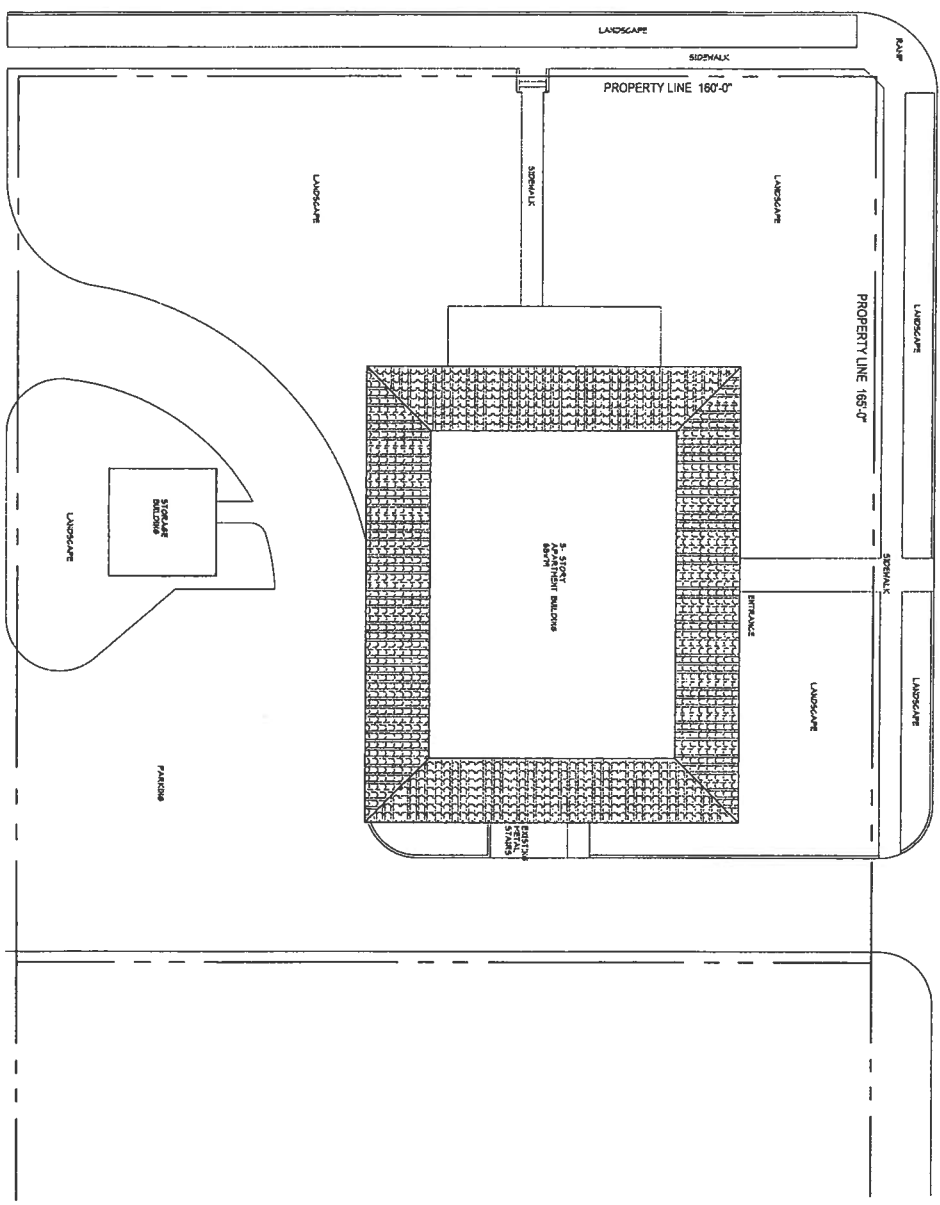 LANDSCAPE
SIDEWALK
RAMP
PROPERTY LINE 160'-0"
LANDSCAPE
SIDEWALK
LANDSCAPE
PROPERTY LINE 165'-0"
LANDSCAPE
STORAGE
BUILDING
LANDSCAPE
STORY
APARTMENT BUILDING
SIDEWALK
ENTRANCE
LANDSCAPE
LANDSCAPE
PARKING
EXISTING
METAL
STAIRS